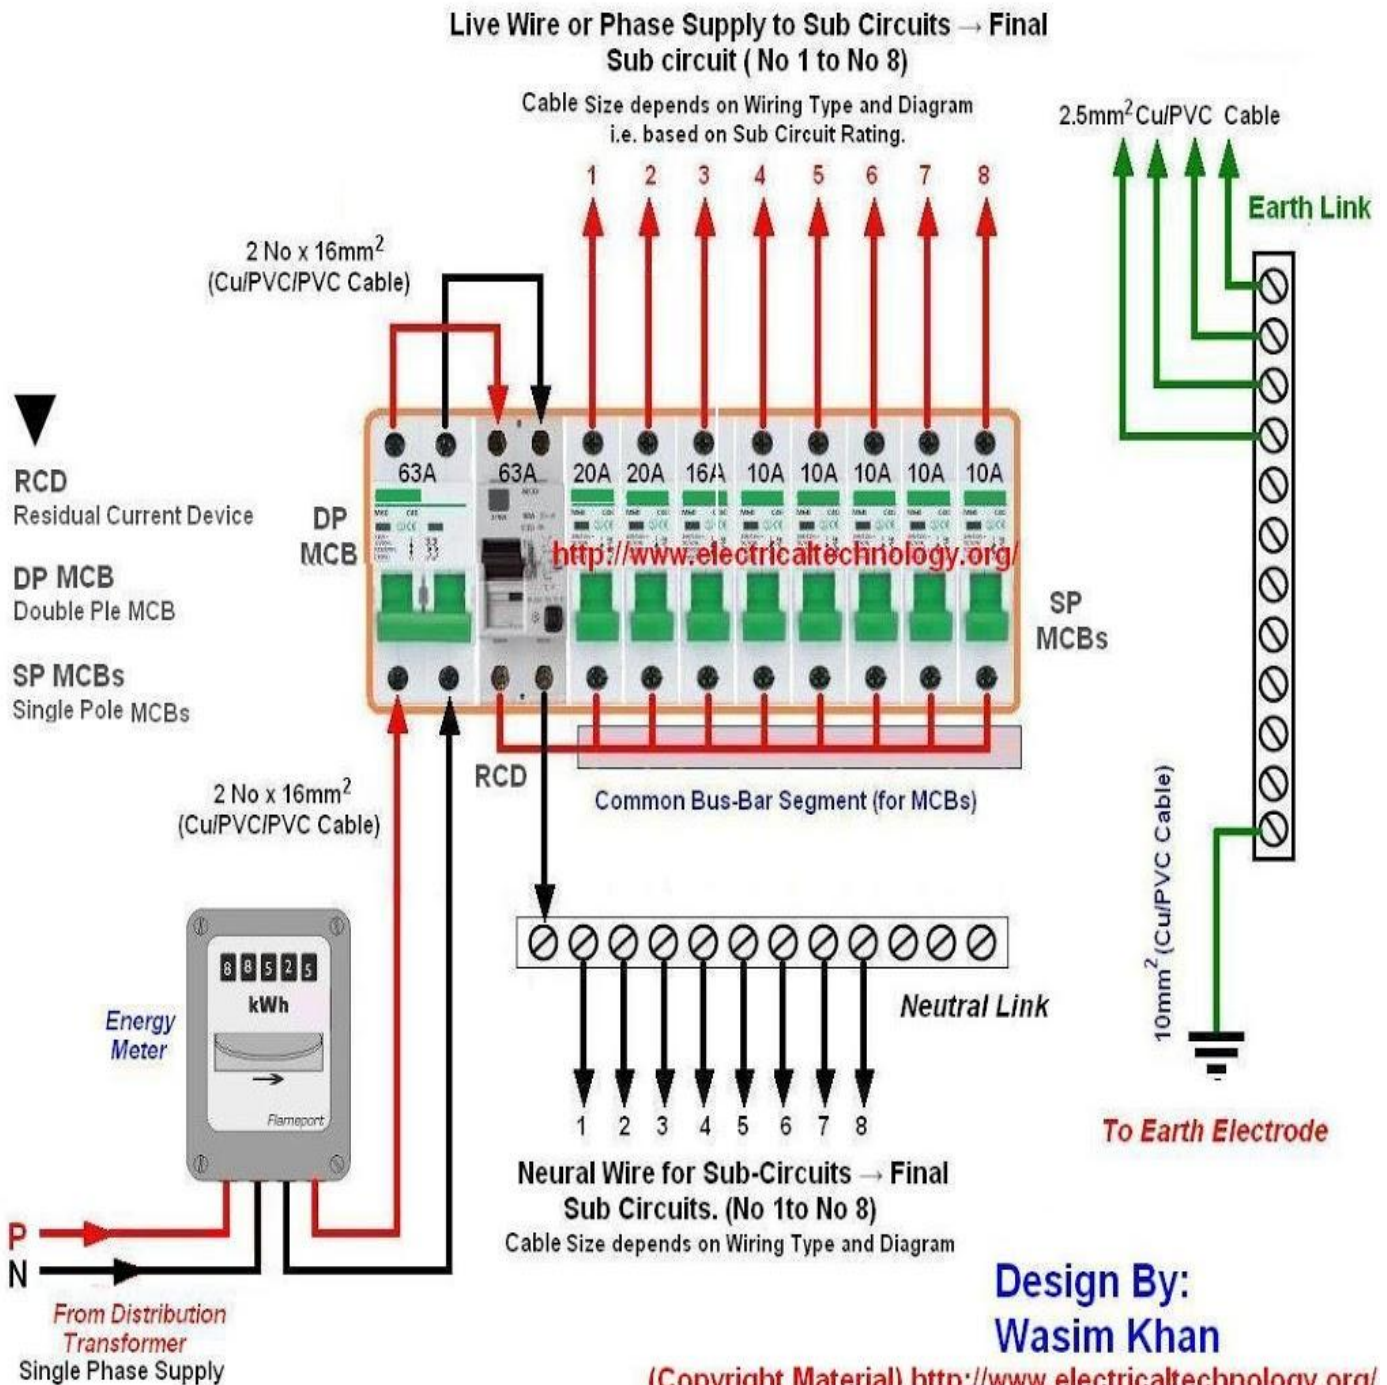 Live Wire or Phase Supply to Sub Circuits → Final
Sub circuit ( No 1 to No 8)
Cable Size depends on Wiring Type and Diagram
i.e. based on Sub Circuit Rating.
2.5mm² Cu/PVC Cable
1 2 3 4 5 6 7 8
Earth Link
2 No x 16mm²
(Cu/PVC/PVC Cable)
63A 63A 20A 20A 16A 10A 10A 10A 10A 10A
RCD
Residual Current Device
DP
MCB
http://www.electricaltechnology.org/
DP MCB
Double Ple MCB
SP
MCBs
SP MCBs
Single Pole MCBs
RCD
2 No x 16mm²
(Cu/PVC/PVC Cable)
Common Bus-Bar Segment (for MCBs)
10mm² (Cu/PVC Cable)
8 8 5 2 5
kWh
Energy
Meter
Flameport
Neutral Link
1 2 3 4 5 6 7 8
To Earth Electrode
Neural Wire for Sub-Circuits → Final
Sub Circuits. (No 1to No 8)
Cable Size depends on Wiring Type and Diagram
P
N
From Distribution
Transformer
Single Phase Supply
Design By:
Wasim Khan
(Copyright Material) http://www.electricaltechnology.org/